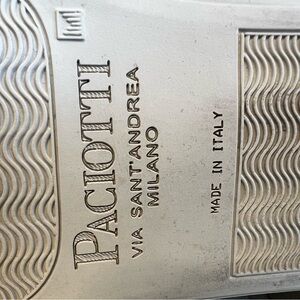 PACIOTTI
VIA SANT'ANDREA
MILANO
MADE IN ITALY